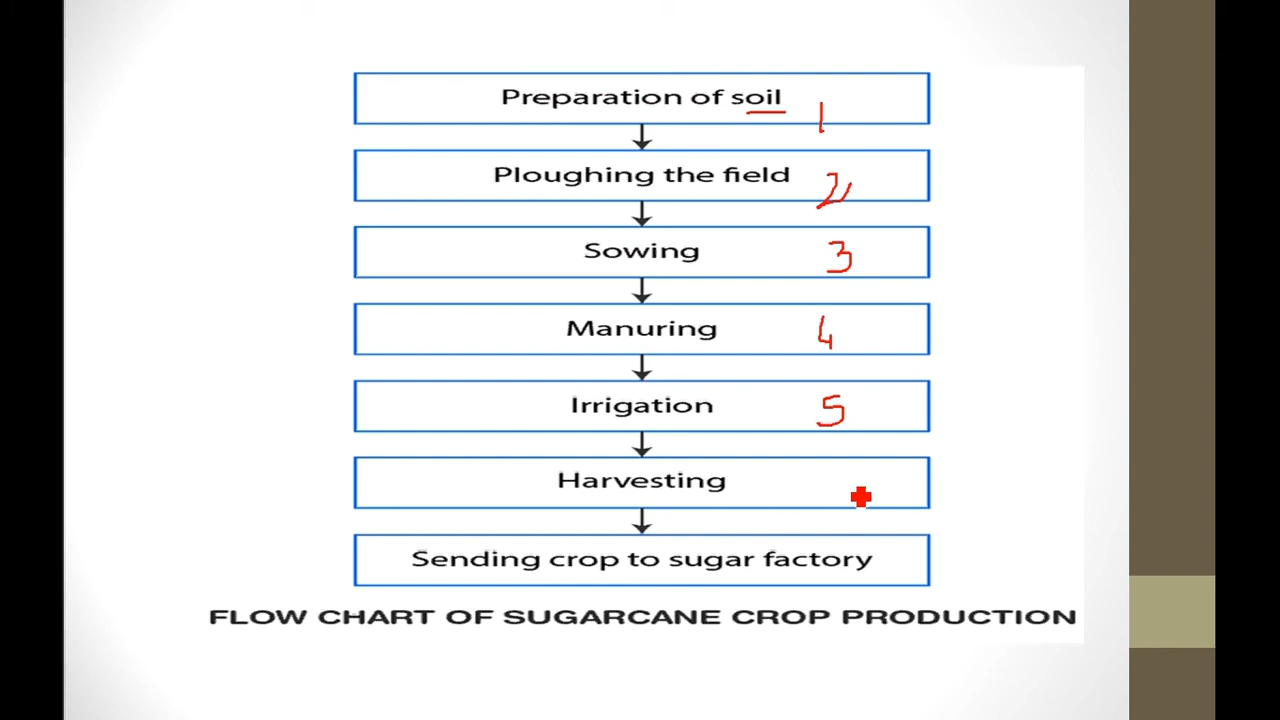 Preparation of soil 1
Ploughing the field 2
Sowing 3
Manuring 4
Irrigation 5
Harvesting
Sending crop to sugar factory
FLOW CHART OF SUGARCANE CROP PRODUCTION